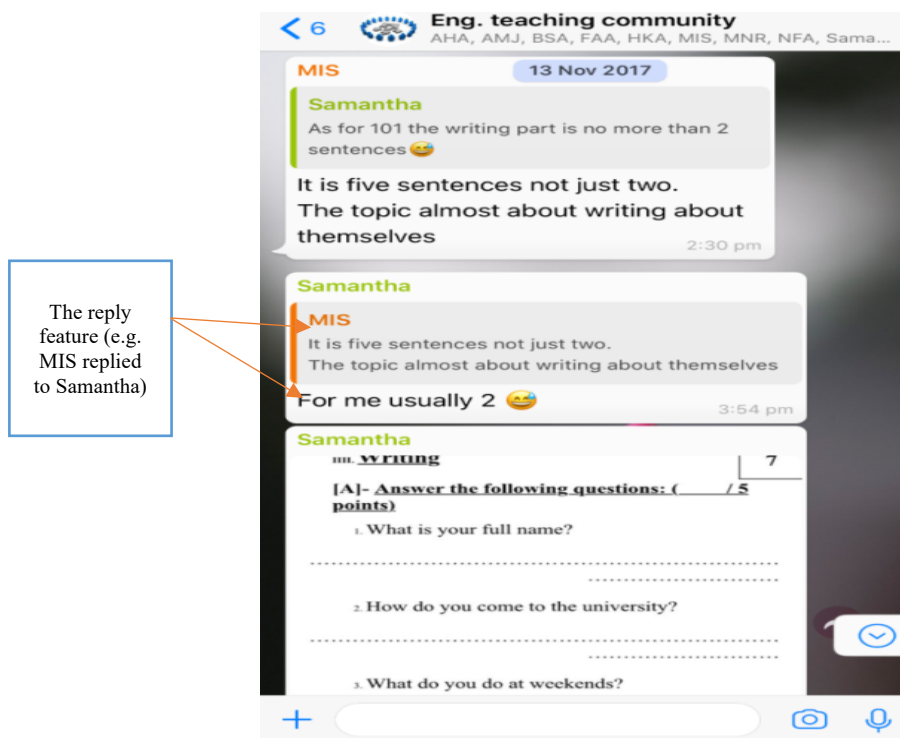 6
Eng. teaching community
AHA, AMJ, BSA, FAA, HKA, MIS, MNR, NFA, Sama...
MIS
13 Nov 2017
Samantha
As for 101 the writing part is no more than 2
sentences😅
It is five sentences not just two.
The topic almost about writing about
themselves
2:30 pm
The reply
feature (e.g.
MIS replied
to Samantha)
Samantha
MIS
It is five sentences not just two.
The topic almost about writing about themselves
For me usually 2 😅
3:54 pm
Samantha
IIII. Writing
7
[A]- Answer the following questions: (      / 5
points)
1. What is your full name?
2. How do you come to the university?
3. What do you do at weekends?